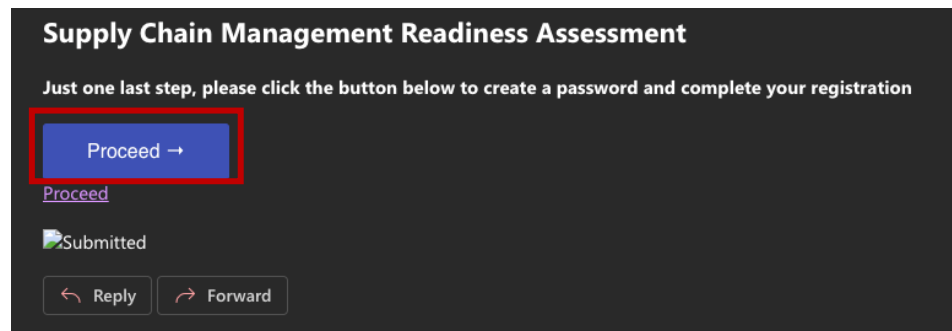 Supply Chain Management Readiness Assessment
Just one last step, please click the button below to create a password and complete your registration
Proceed →
Proceed
Submitted
Reply Forward